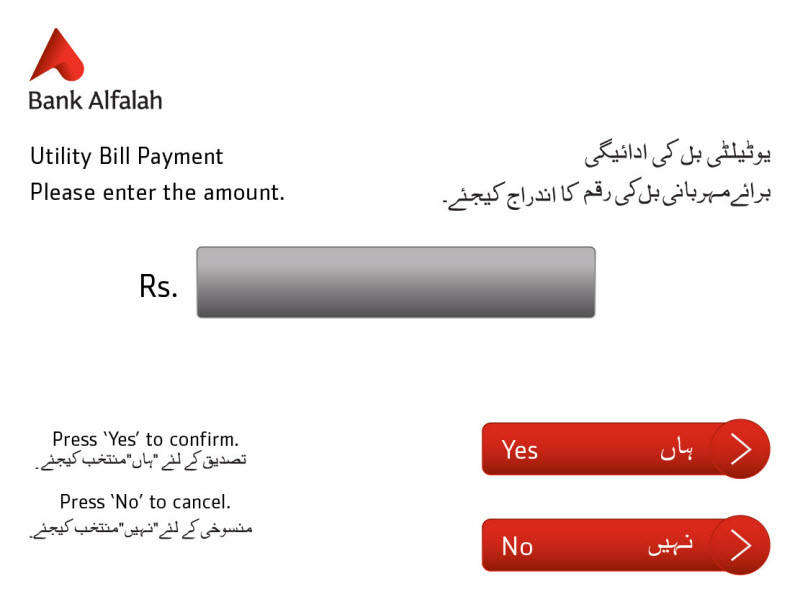 Bank Alfalah
Utility Bill Payment
یوٹیلٹی بل کی ادائیگی
Please enter the amount.
برائے مہربانی بل کی رقم کا اندراج کیجئے۔
Rs.
Press ‘Yes’ to confirm.
تصدیق کے لئے "ہاں" منتخب کیجئے۔
Yes ہاں
Press ‘No’ to cancel.
منسوخی کے لئے "نہیں" منتخب کیجئے۔
No نہیں